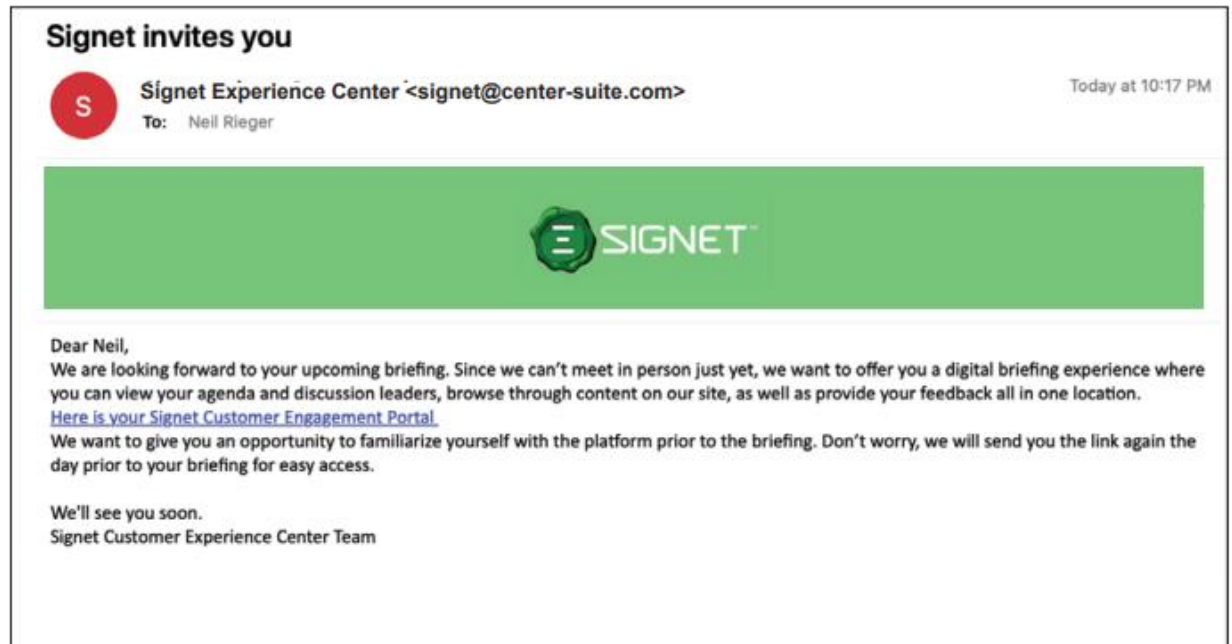 Signet invites you
S
Signet Experience Center <signet@center-suite.com>
Today at 10:17 PM
To: Neil Rieger
SIGNET
Dear Neil,
We are looking forward to your upcoming briefing. Since we can't meet in person just yet, we want to offer you a digital briefing experience where
you can view your agenda and discussion leaders, browse through content on our site, as well as provide your feedback all in one location.
Here is your Signet Customer Engagement Portal
We want to give you an opportunity to familiarize yourself with the platform prior to the briefing. Don't worry, we will send you the link again the
day prior to your briefing for easy access.
We'll see you soon.
Signet Customer Experience Center Team